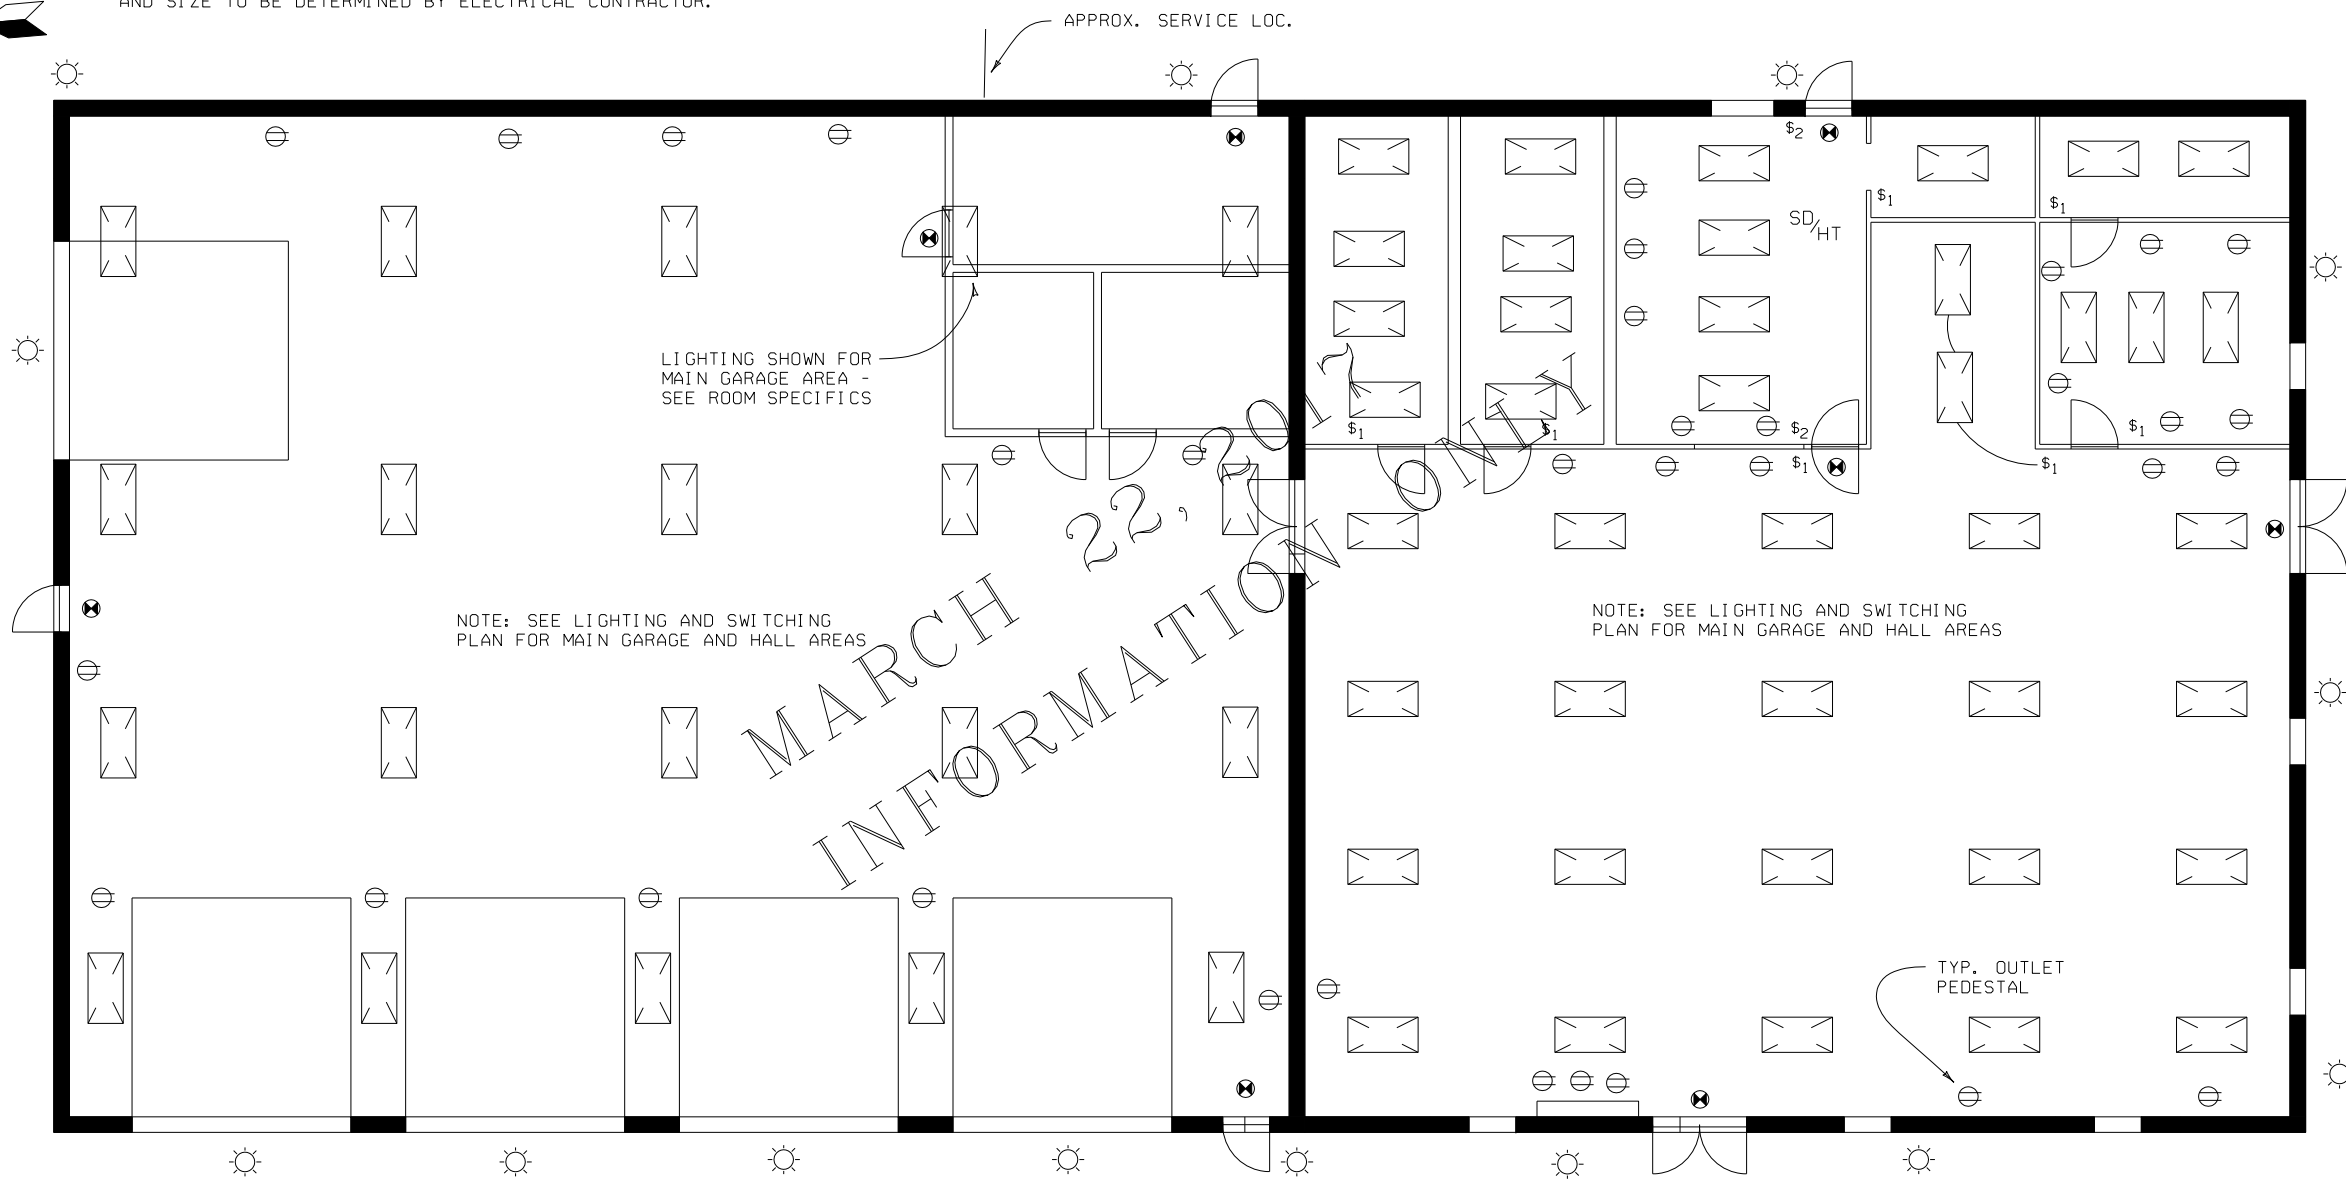 AND SIZE TO BE DETERMINED BY ELECTRICAL CONTRACTOR.
APPROX. SERVICE LOC.
$2
$1
$1
SD/HT
LIGHTING SHOWN FOR
MAIN GARAGE AREA -
SEE ROOM SPECIFICS
$1
$1
$2
$1
$1
$1
NOTE: SEE LIGHTING AND SWITCHING
PLAN FOR MAIN GARAGE AND HALL AREAS
NOTE: SEE LIGHTING AND SWITCHING
PLAN FOR MAIN GARAGE AND HALL AREAS
MARCH 22, 2017
INFORMATION ONLY
TYP. OUTLET
PEDESTAL